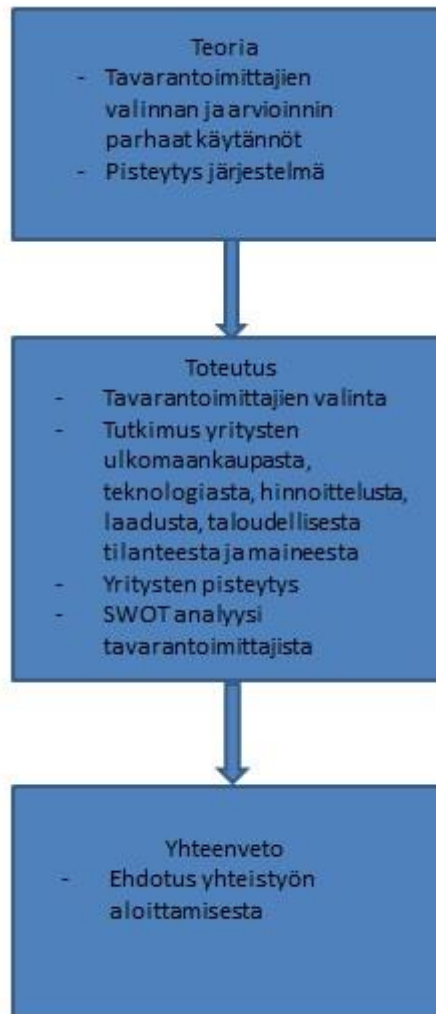 Teoria
- Tavarantoimittajien
valinnan ja arvioinnin
parhaat käytännöt
- Pisteytys järjestelmä
Toteutus
- Tavarantoimittajien valinta
- Tutkimus yritysten
ulkomaankaupasta,
teknologiasta, hinnoittelusta,
laadusta, taloudellisesta
tilanteesta ja maineesta
- Yritysten pisteytys
- SWOT analyysi
tavarantoimittajista
Yhteenveto
- Ehdotus yhteistyön
aloittamisesta